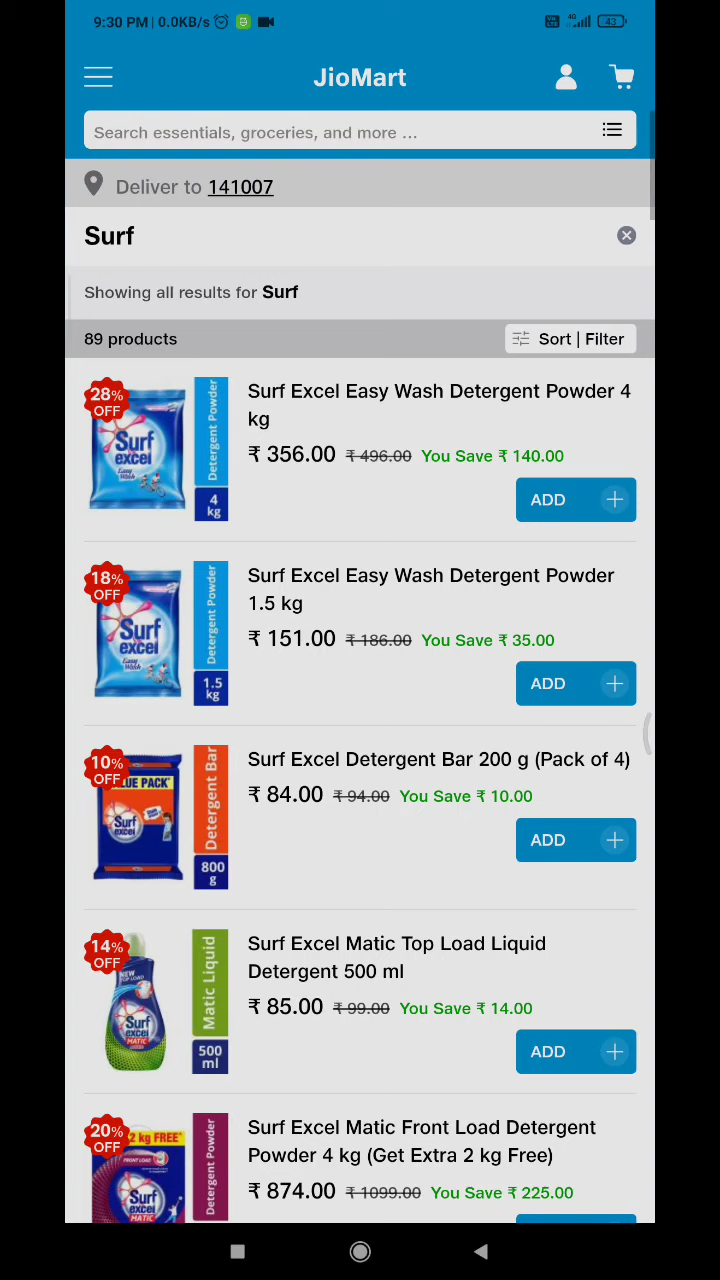 9:30 PM | 0.0KB/s
4G
43
JioMart
Search essentials, groceries, and more ...
Deliver to 141007
Surf
Showing all results for Surf
89 products
Sort | Filter
28% OFF
Surf excel
Easy Wash
Detergent Powder
4 kg
Surf Excel Easy Wash Detergent Powder 4
kg
₹ 356.00 ₹ 496.00 You Save ₹ 140.00
ADD
18% OFF
Surf excel
Easy Wash
Detergent Powder
1.5 kg
Surf Excel Easy Wash Detergent Powder
1.5 kg
₹ 151.00 ₹ 186.00 You Save ₹ 35.00
ADD
10% OFF
LUE PACK
Surf excel
Detergent Bar
800 g
Surf Excel Detergent Bar 200 g (Pack of 4)
₹ 84.00 ₹ 94.00 You Save ₹ 10.00
ADD
14% OFF
NEW
TOP LOAD
Surf excel
MATIC
Matic Liquid
500 ml
Surf Excel Matic Top Load Liquid
Detergent 500 ml
₹ 85.00 ₹ 99.00 You Save ₹ 14.00
ADD
20% OFF
2 kg FREE
FRONT LOAD
Surf excel
MATIC
Detergent Powder
Surf Excel Matic Front Load Detergent
Powder 4 kg (Get Extra 2 kg Free)
₹ 874.00 ₹ 1099.00 You Save ₹ 225.00